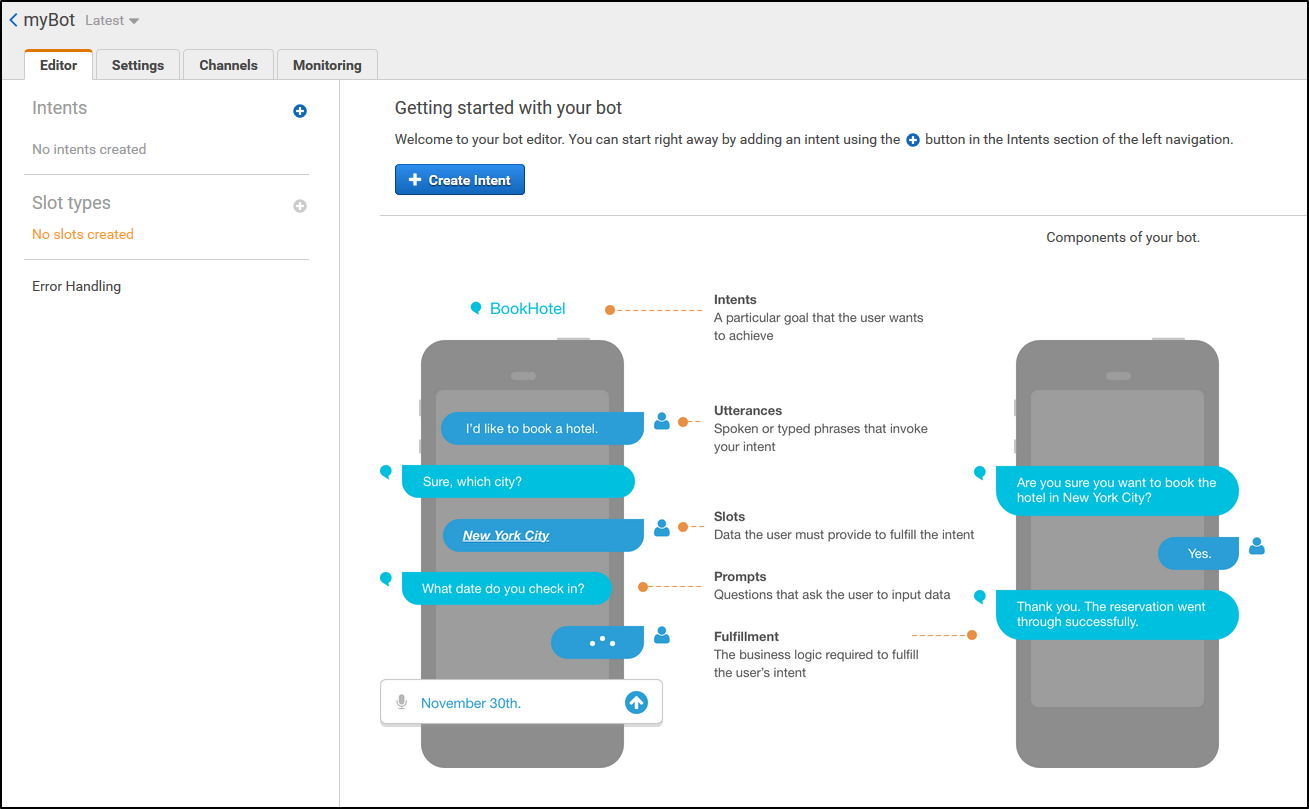 myBot Latest
Editor Settings Channels Monitoring
Intents
No intents created
Slot types
No slots created
Error Handling
Getting started with your bot
Welcome to your bot editor. You can start right away by adding an intent using the button in the Intents section of the left navigation.
Create Intent
Components of your bot.
BookHotel
I'd like to book a hotel.
Sure, which city?
New York City
What date do you check in?
November 30th.
Intents
A particular goal that the user wants
to achieve
Utterances
Spoken or typed phrases that invoke
your intent
Slots
Data the user must provide to fulfill the intent
Prompts
Questions that ask the user to input data
Fulfillment
The business logic required to fulfill
the user's intent
Are you sure you want to book the
hotel in New York City?
Yes.
Thank you. The reservation went
through successfully.